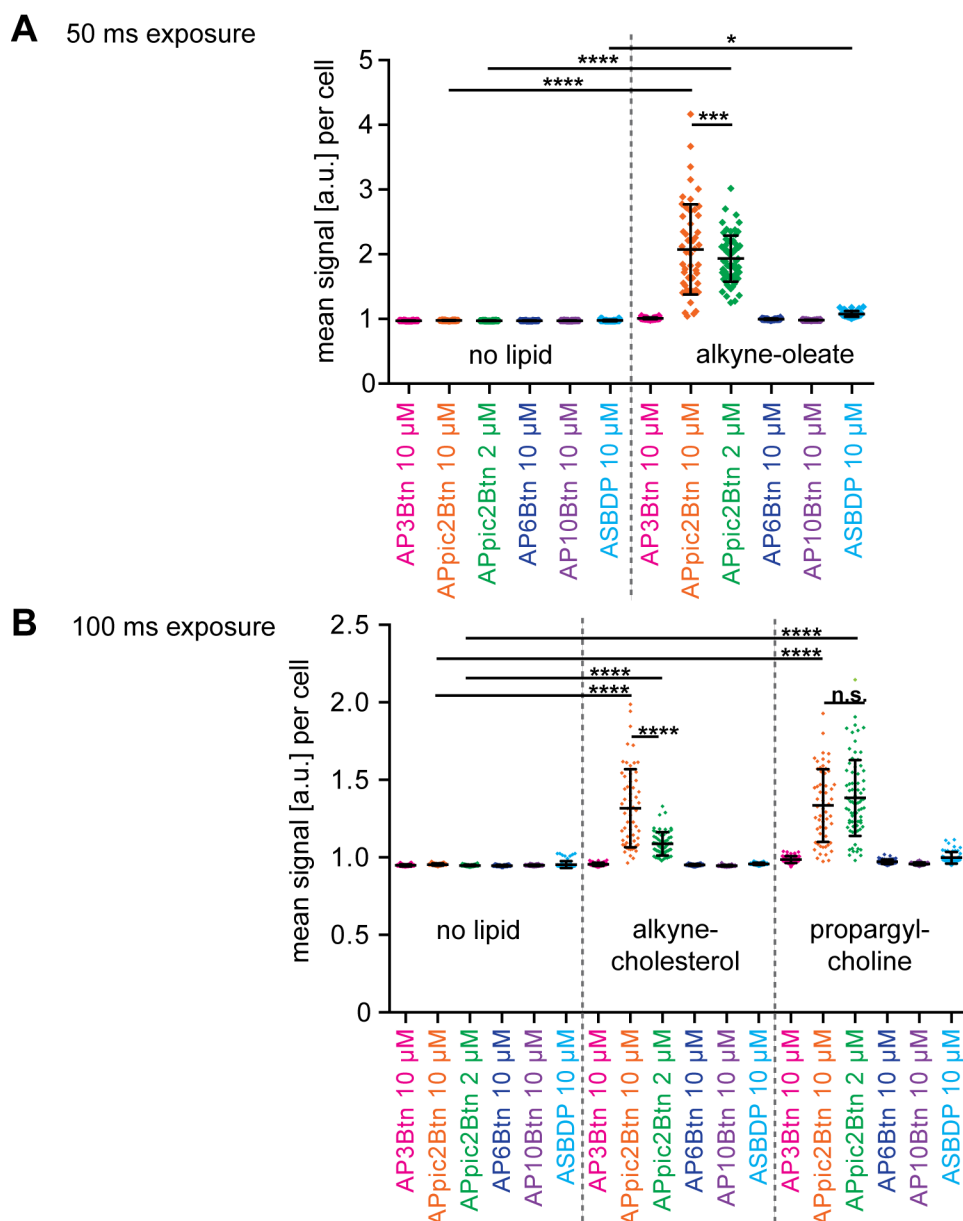 A 50 ms exposure
mean signal [a.u.] per cell
5
4
3
2
1
0
*
****
****
***
no lipid
alkyne-oleate
AP3Btn 10 µM
APpic2Btn 10 µM
APpic2Btn 2 µM
AP6Btn 10 µM
AP10Btn 10 µM
ASBDP 10 µM
AP3Btn 10 µM
APpic2Btn 10 µM
APpic2Btn 2 µM
AP6Btn 10 µM
AP10Btn 10 µM
ASBDP 10 µM
B 100 ms exposure
mean signal [a.u.] per cell
2.5
2.0
1.5
1.0
0.5
0
****
****
****
****
****
n.s.
no lipid
alkyne-
cholesterol
propargyl-
choline
AP3Btn 10 µM
APpic2Btn 10 µM
APpic2Btn 2 µM
AP6Btn 10 µM
AP10Btn 10 µM
ASBDP 10 µM
AP3Btn 10 µM
APpic2Btn 10 µM
APpic2Btn 2 µM
AP6Btn 10 µM
AP10Btn 10 µM
ASBDP 10 µM
AP3Btn 10 µM
APpic2Btn 10 µM
APpic2Btn 2 µM
AP6Btn 10 µM
AP10Btn 10 µM
ASBDP 10 µM